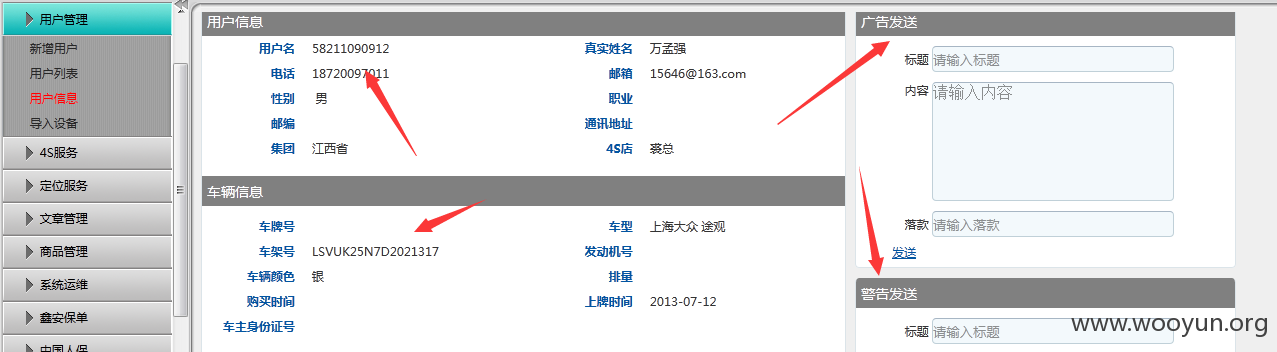 用户管理
新增用户
用户列表
用户信息
导入设备
4S服务
定位服务
文章管理
商品管理
系统运维
鑫安保单
中国人保
用户信息
用户名 58211090912 真实姓名 万孟强
电话 18720097011 邮箱 15646@163.com
性别 男 职业
邮编 通讯地址
集团 江西省 4S店 裘总
车辆信息
车牌号 车型 上海大众 途观
车架号 LSVUK25N7D2021317 发动机号
车辆颜色 银 排量
购买时间 上牌时间 2013-07-12
车主身份证号
广告发送
标题 请输入标题
内容 请输入内容
落款 请输入落款
发送
警告发送
标题 请输入标题
www.wooyun.org